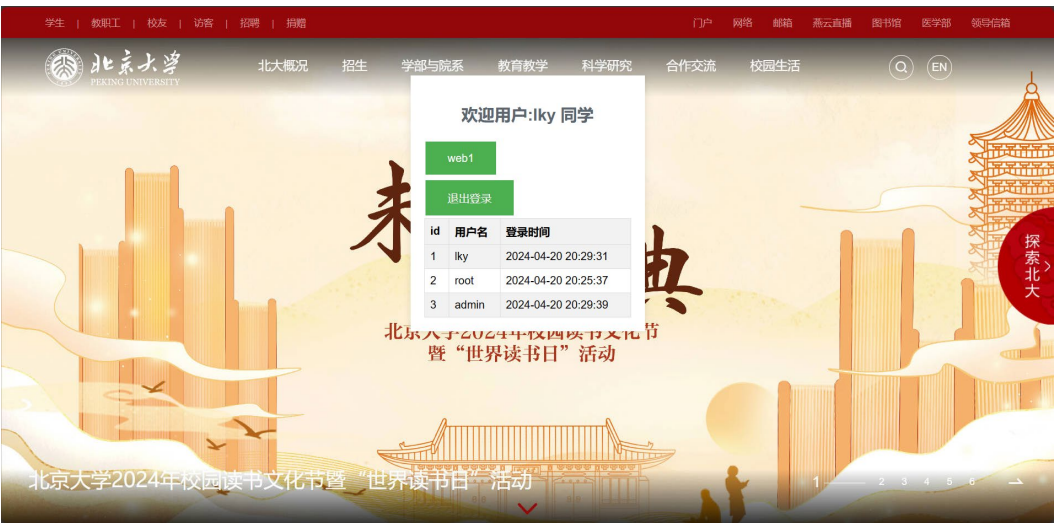 学生 | 教职工 | 校友 | 访客 | 招聘 | 捐赠
门户 网络 邮箱 燕云直播 图书馆 医学部 领导信箱
北京大学
PEKING UNIVERSITY
北大概况 招生 学部与院系 教育教学 科学研究 合作交流 校园生活
EN
欢迎用户:lky 同学
web1
退出登录
id 用户名 登录时间
1 lky 2024-04-20 20:29:31
2 root 2024-04-20 20:25:37
3 admin 2024-04-20 20:29:39
典
探索北大
北京大学2024年校园读书文化节
暨“世界读书日”活动
北京大学2024年校园读书文化节暨“世界读书日”活动
1 2 3 4 5 6